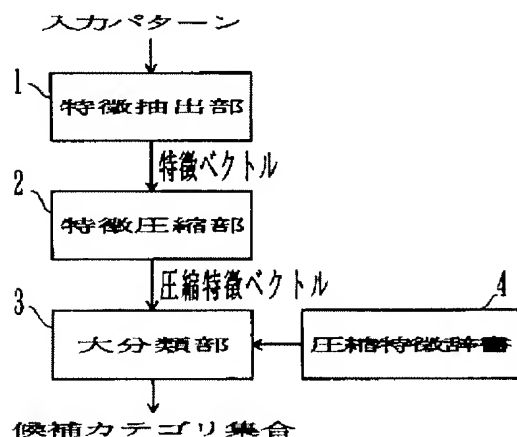 入力パターン
1
特徴抽出部
特徴ベクトル
2
特徴圧縮部
圧縮特徴ベクトル
3
大分類部
4
圧縮特徴辞書
候補カテゴリ集合